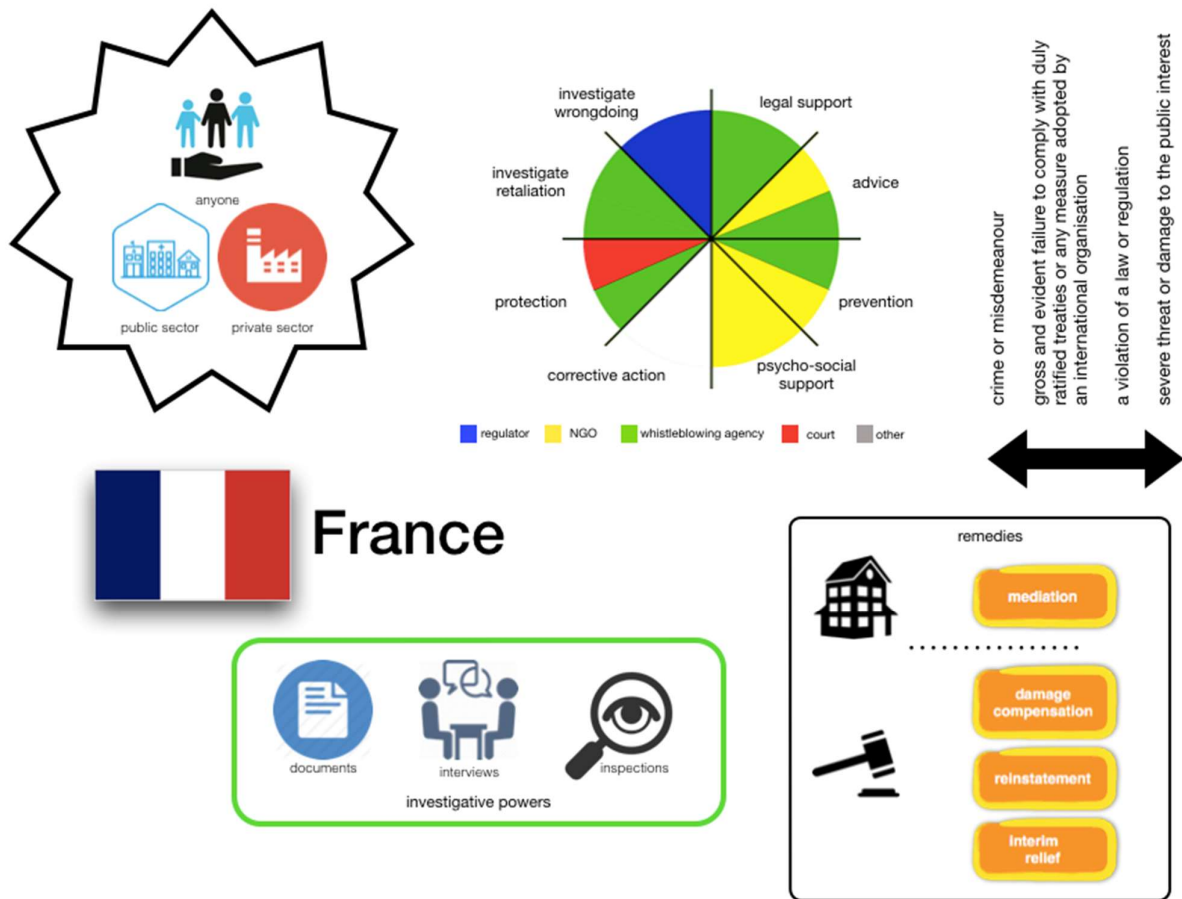 anyone
public sector
private sector
investigate
wrongdoing
legal support
investigate
retaliation
advice
protection
prevention
corrective action
psycho-social
support
regulator
NGO
whistleblowing agency
court
other
crime or misdemeanour
gross and evident failure to comply with duly
ratified treaties or any measure adopted by
an international organisation
a violation of a law or regulation
severe threat or damage to the public interest
France
documents
interviews
inspections
investigative powers
remedies
mediation
damage
compensation
reinstatement
interim
relief